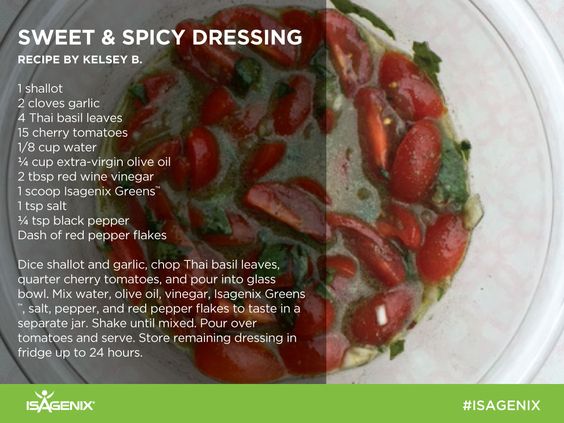 SWEET & SPICY DRESSING
RECIPE BY KELSEY B.
1 shallot
2 cloves garlic
4 Thai basil leaves
15 cherry tomatoes
1/8 cup water
¼ cup extra-virgin olive oil
2 tbsp red wine vinegar
1 scoop Isagenix Greens™
1 tsp salt
¼ tsp black pepper
Dash of red pepper flakes
Dice shallot and garlic, chop Thai basil leaves,
quarter cherry tomatoes, and pour into glass
bowl. Mix water, olive oil, vinegar, Isagenix Greens
™, salt, pepper, and red pepper flakes to taste in a
separate jar. Shake until mixed. Pour over
tomatoes and serve. Store remaining dressing in
fridge up to 24 hours.
ISAGENIX®
#ISAGENIX